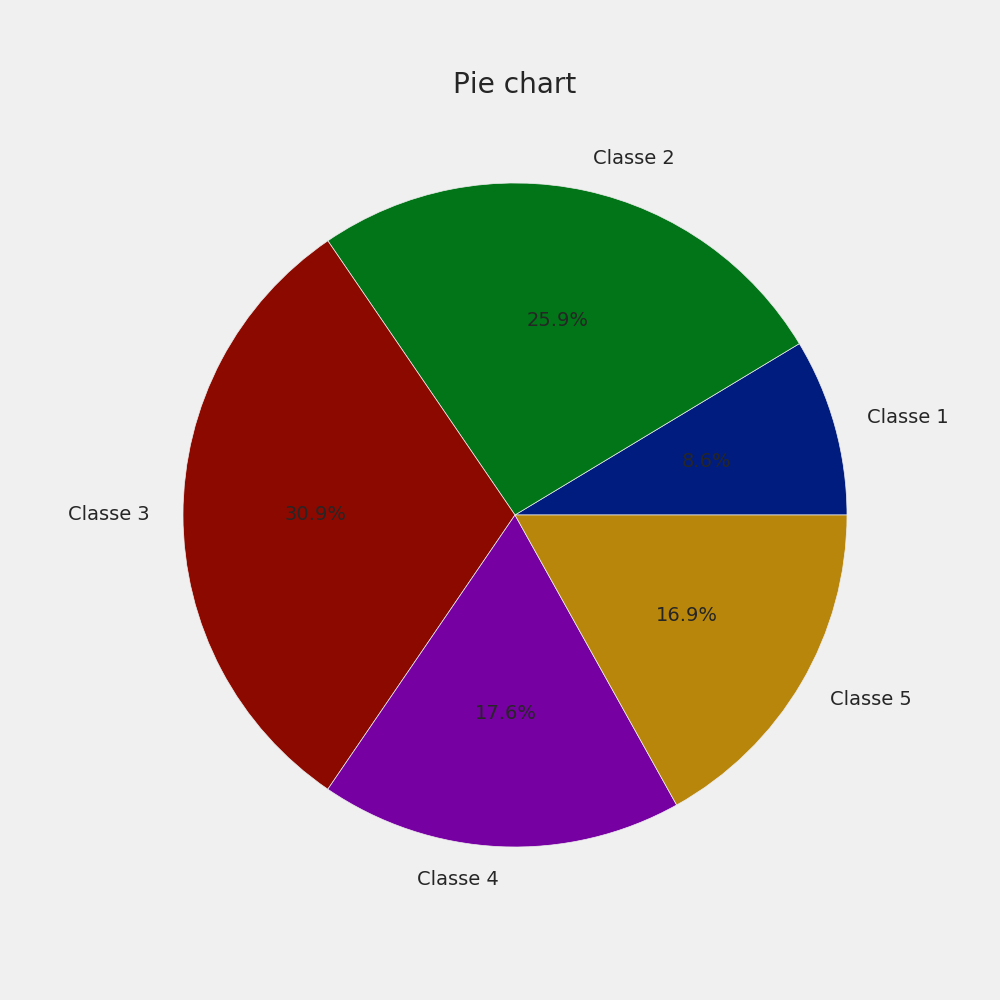 Pie chart
Classe 2
25.9%
Classe 1
8.6%
Classe 3
30.9%
16.9%
Classe 5
17.6%
Classe 4